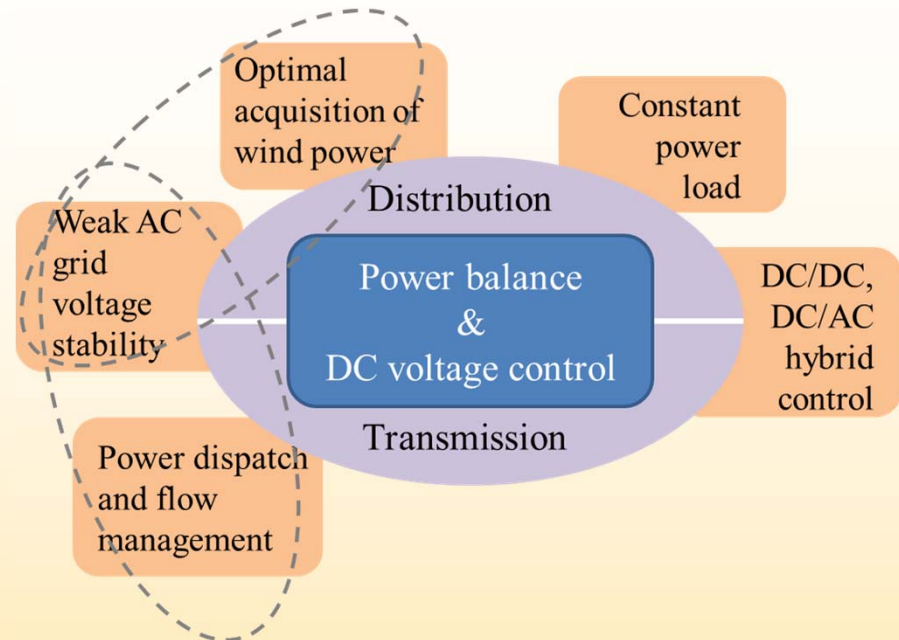 Optimal
acquisition of
wind power
Constant
power
load
Distribution
Weak AC
grid
voltage
stability
Power balance
&
DC voltage control
DC/DC,
DC/AC
hybrid
control
Transmission
Power dispatch
and flow
management